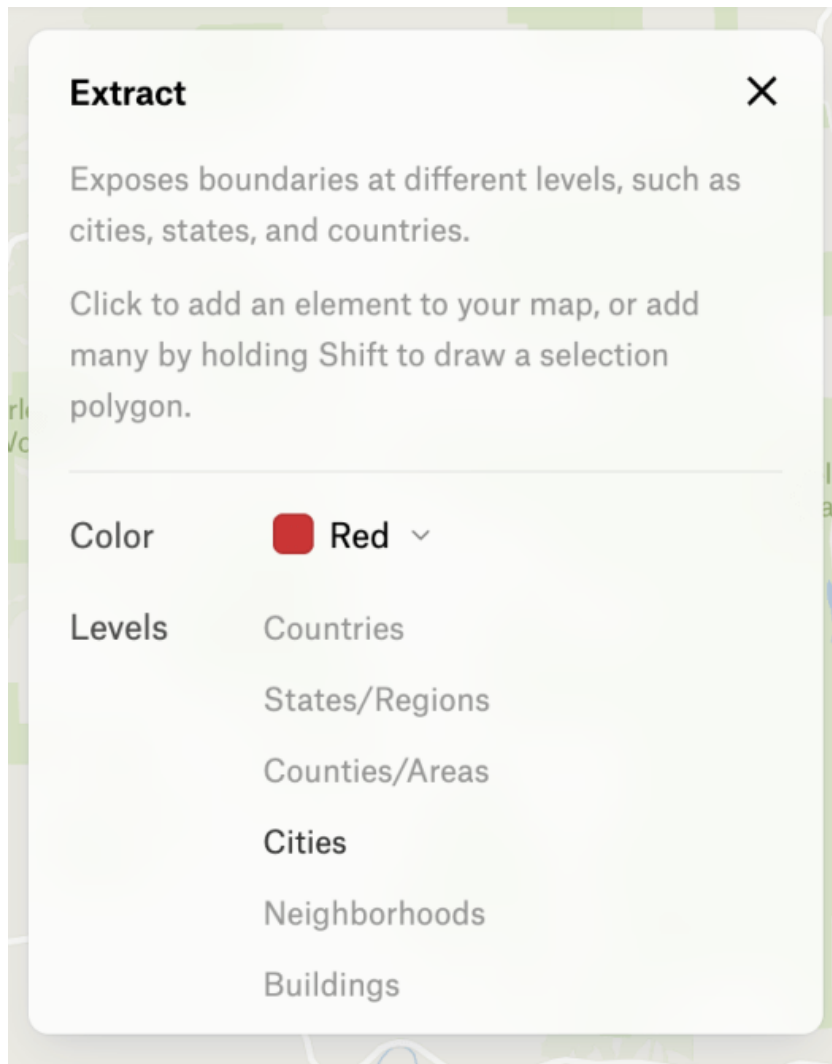 Extract
Exposes boundaries at different levels, such as
cities, states, and countries.
Click to add an element to your map, or add
many by holding Shift to draw a selection
polygon.
Color
Red
Levels
Countries
States/Regions
Counties/Areas
Cities
Neighborhoods
Buildings